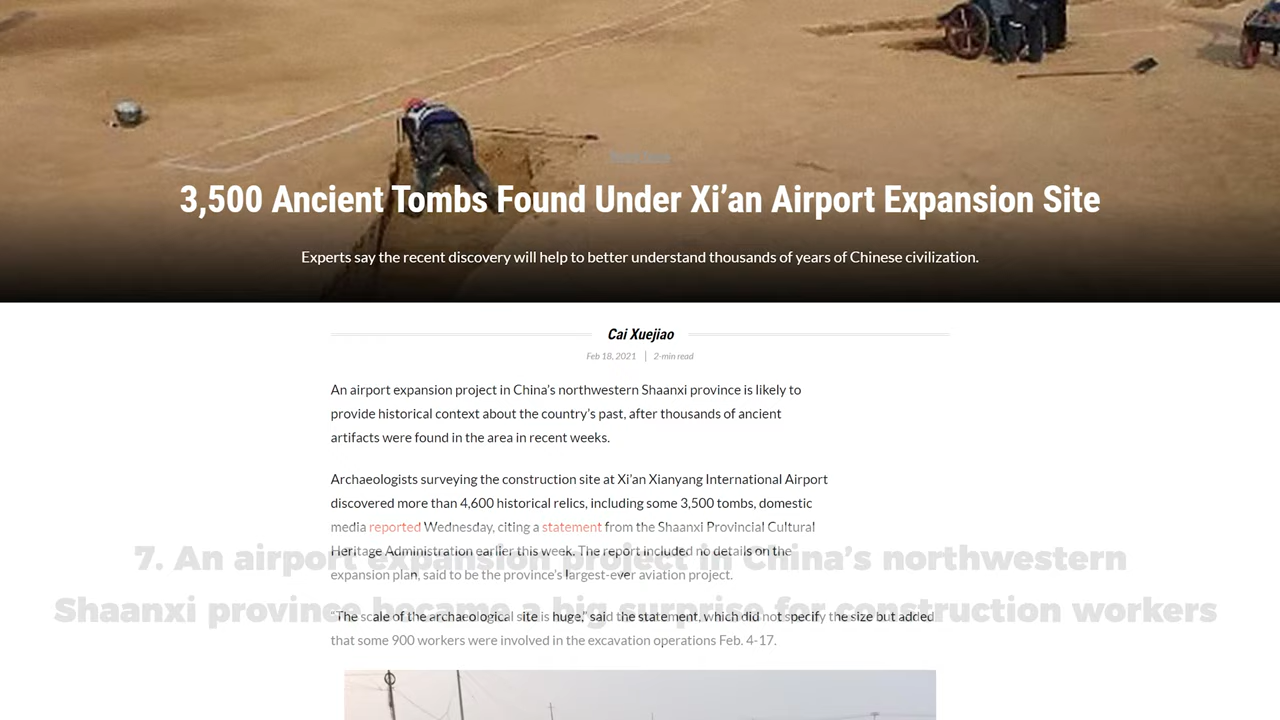 3,500 Ancient Tombs Found Under Xi’an Airport Expansion Site
Experts say the recent discovery will help to better understand thousands of years of Chinese civilization.
Cai Xuejiao
Feb 18, 2021 | 2-min read
An airport expansion project in China’s northwestern Shaanxi province is likely to
provide historical context about the country’s past, after thousands of ancient
artifacts were found in the area in recent weeks.
Archaeologists surveying the construction site at Xi’an Xianyang International Airport
discovered more than 4,600 historical relics, including some 3,500 tombs, domestic
media reported Wednesday, citing a statement from the Shaanxi Provincial Cultural
Heritage Administration earlier this week. The report included no details on the
7. An airport expansion project in China’s northwestern
expansion plan, said to be the province’s largest-ever aviation project.
Shaanxi province became a big surprise for construction workers
“The scale of the archaeological site is huge,” said the statement, which did not specify the size but added
that some 900 workers were involved in the excavation operations Feb. 4-17.